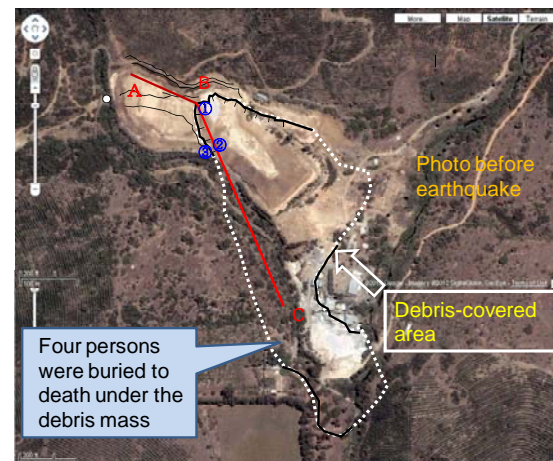 More...
Map
Satellite
Terrain
B
A
①
②
③
Photo before
earthquake
C
Debris-covered
area
Four persons
were buried to
death under the
debris mass